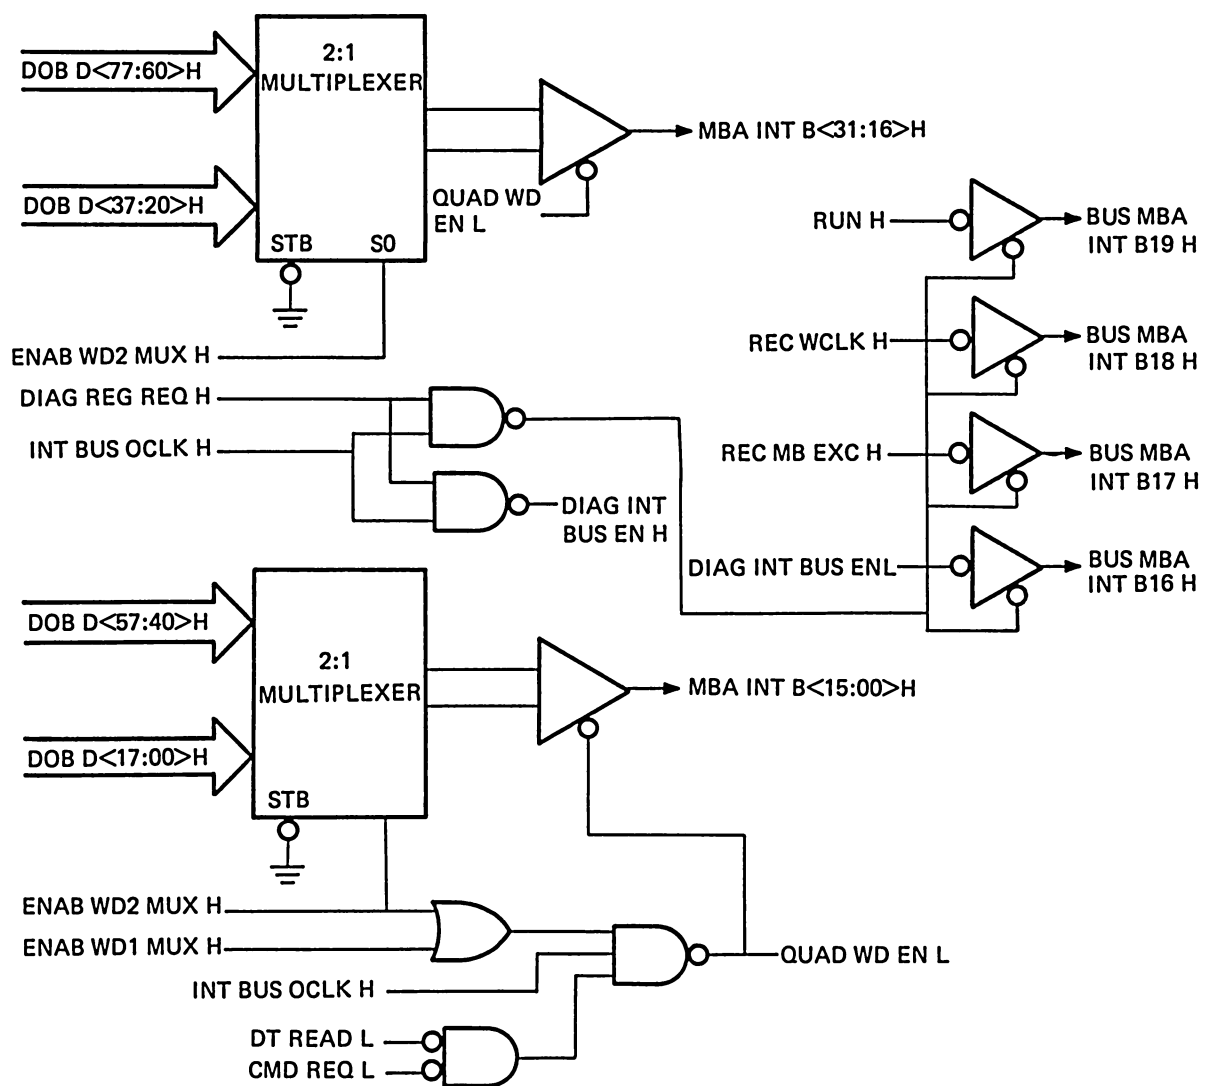 DOB D<77:60>H
2:1
MULTIPLEXER
MBA INT B<31:16>H
DOB D<37:20>H
QUAD WD
EN L
STB
S0
ENAB WD2 MUX H
DIAG REG REQ H
INT BUS OCLK H
DIAG INT
BUS EN H
RUN H
BUS MBA
INT B19 H
REC WCLK H
BUS MBA
INT B18 H
REC MB EXC H
BUS MBA
INT B17 H
DIAG INT BUS ENL
BUS MBA
INT B16 H
DOB D<57:40>H
2:1
MULTIPLEXER
MBA INT B<15:00>H
DOB D<17:00>H
STB
ENAB WD2 MUX H
ENAB WD1 MUX H
QUAD WD EN L
INT BUS OCLK H
DT READ L
CMD REQ L